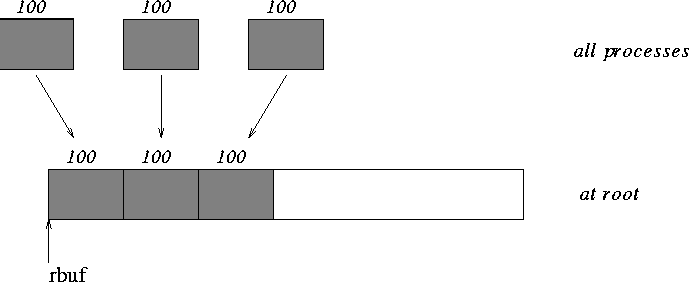 100 100 100
all processes
100 100 100
at root
rbuf